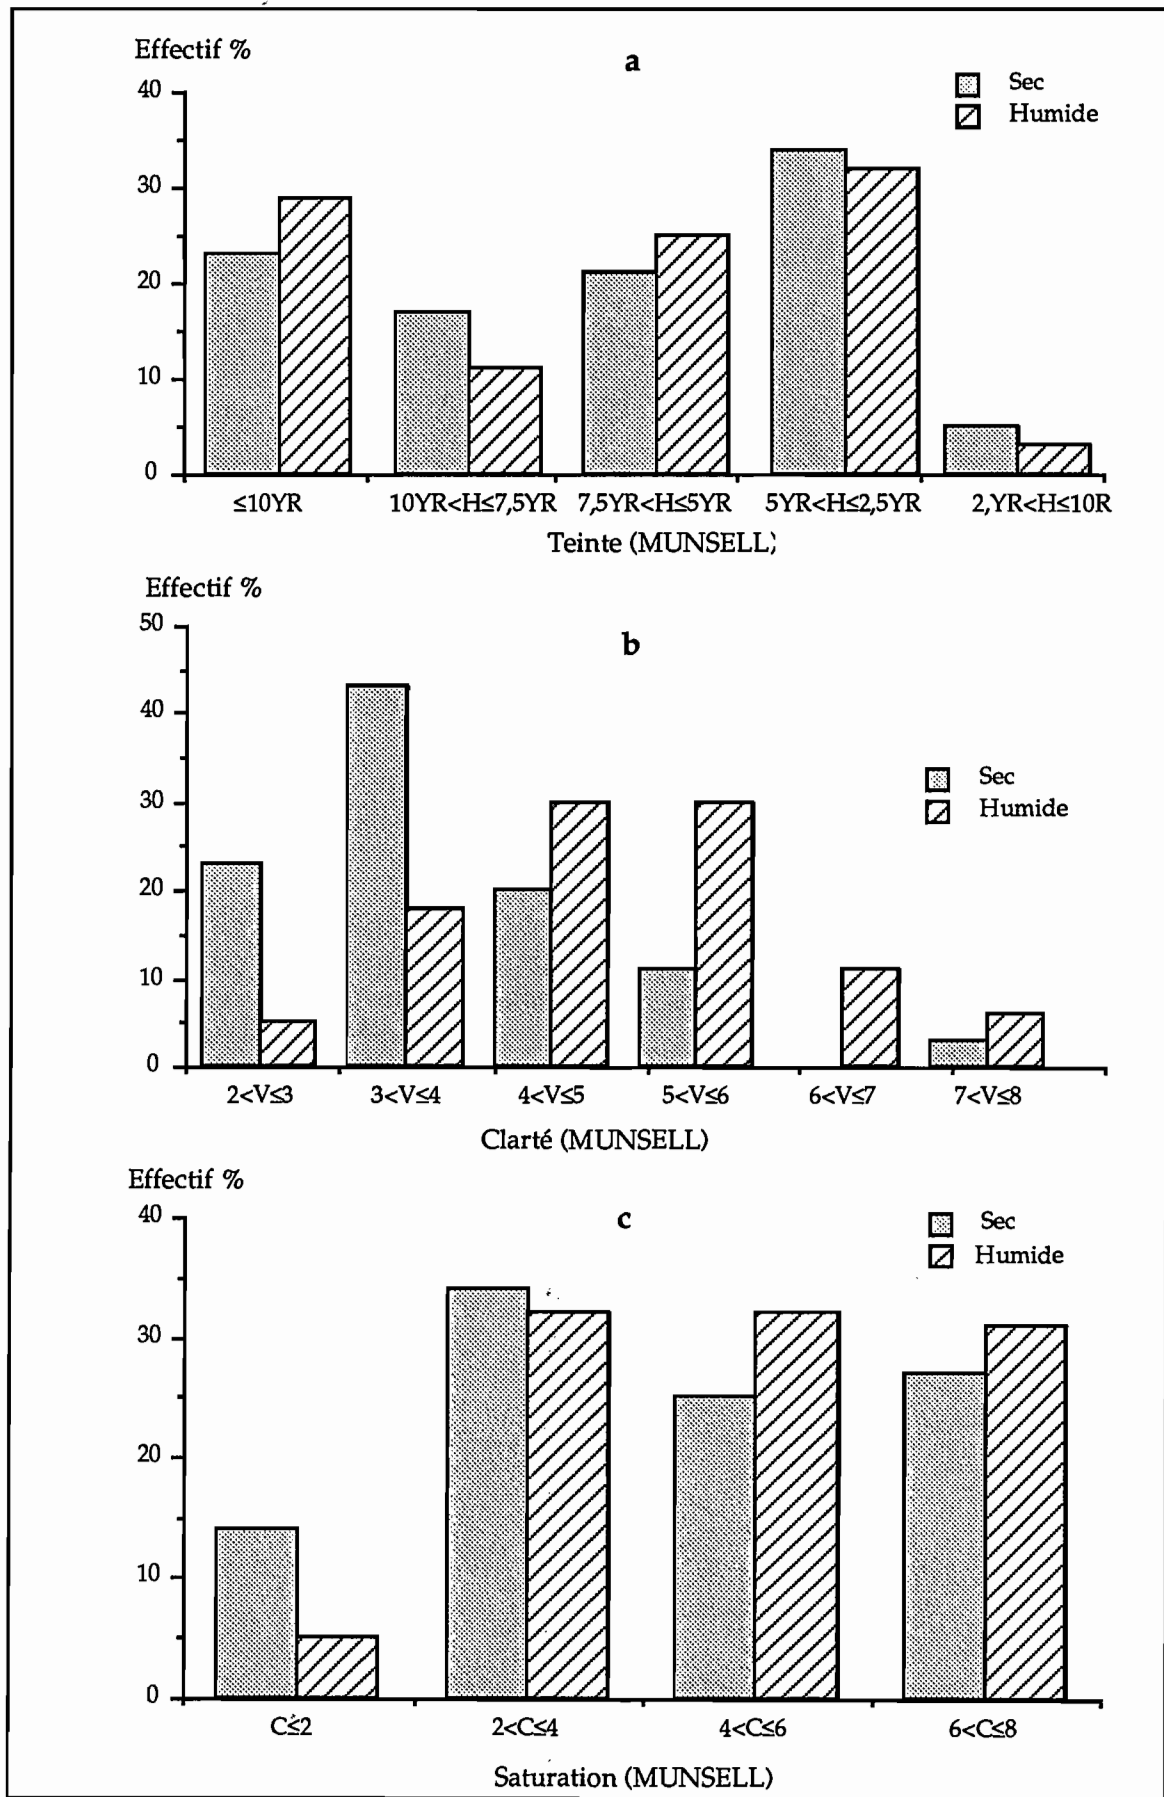 Effectif %
a
Sec
Humide
40
30
20
10
0
≤10YR 10YR<H≤7,5YR 7,5YR<H≤5YR 5YR<H≤2,5YR 2,YR<H≤10R
Teinte (MUNSELL)
Effectif %
b
50
40
30
20
10
0
Sec
Humide
2<V≤3 3<V≤4 4<V≤5 5<V≤6 6<V≤7 7<V≤8
Clarté (MUNSELL)
Effectif %
c
Sec
Humide
40
30
20
10
0
C≤2 2<C≤4 4<C≤6 6<C≤8
Saturation (MUNSELL)